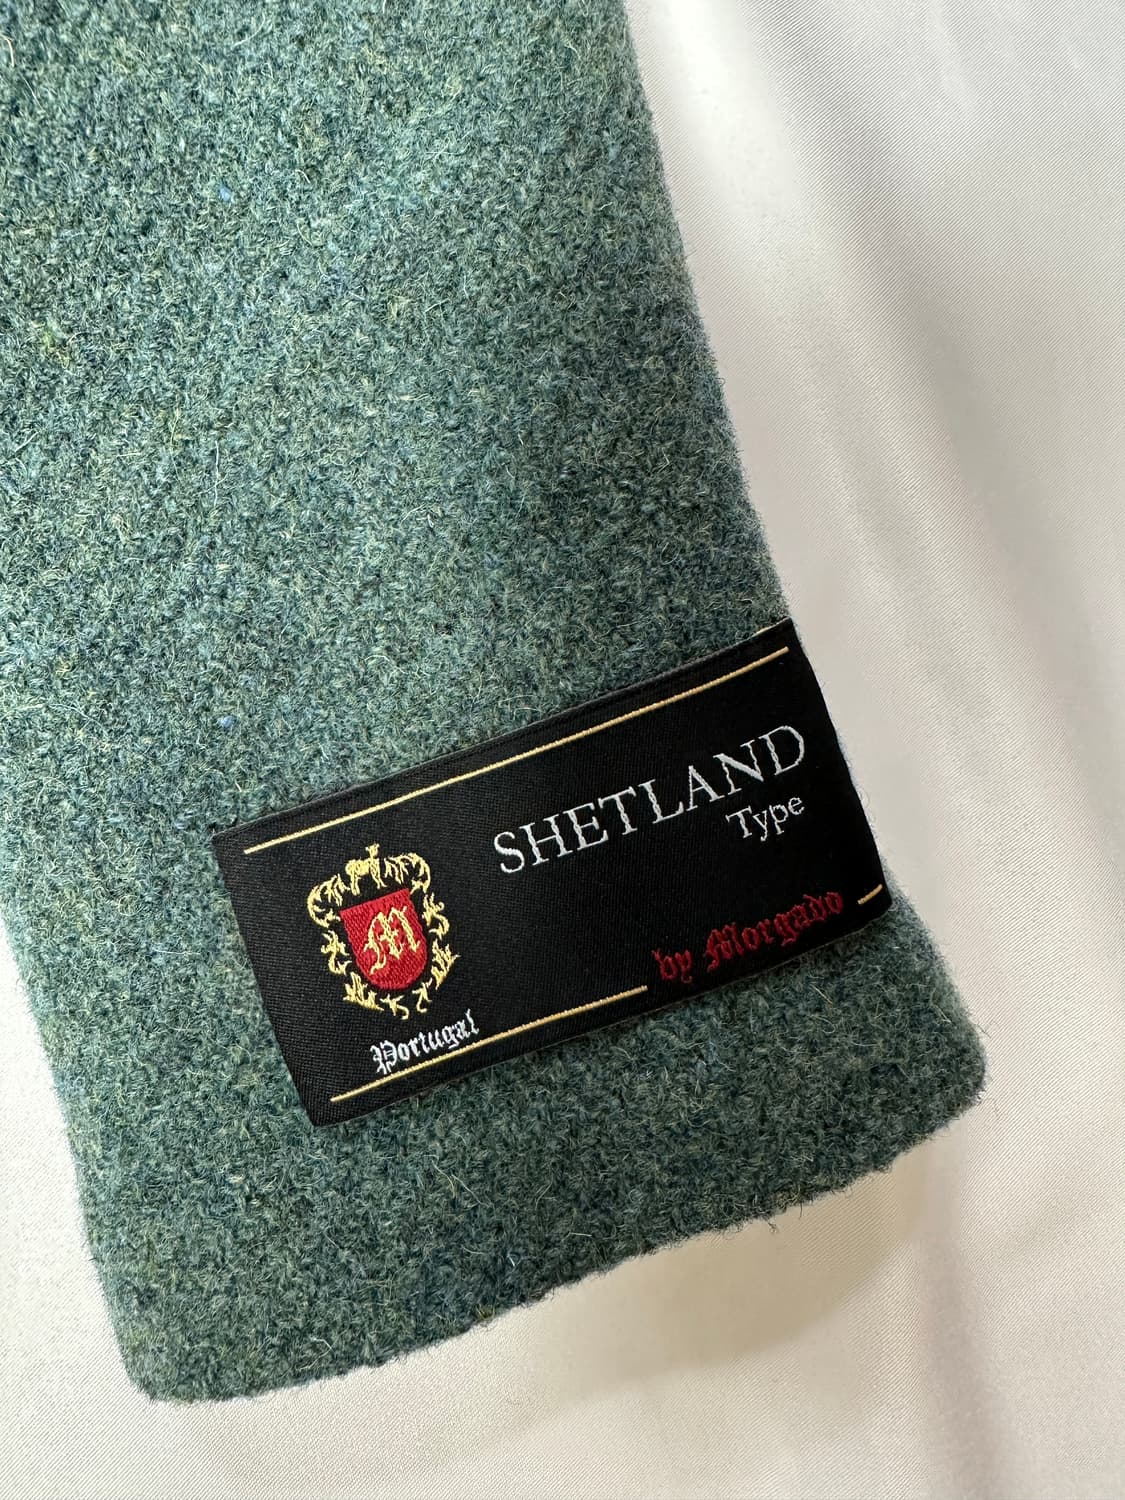 SHETLAND
Type
M
by Morgado
Portugal